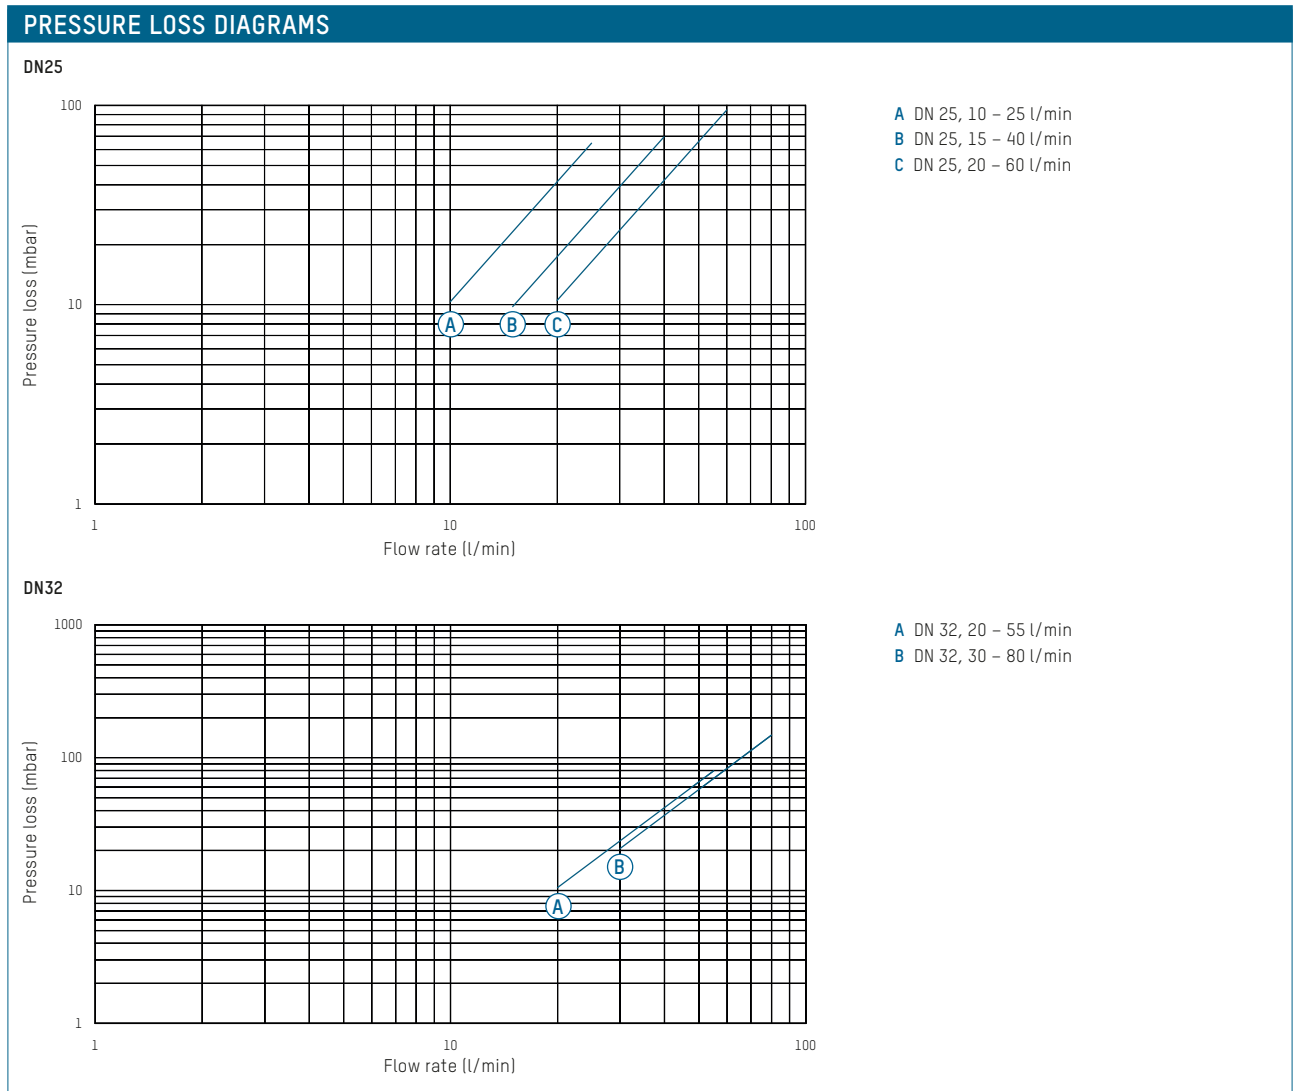 PRESSURE LOSS DIAGRAMS
DN25
100
10
1
Pressure loss (mbar)
A
B
C
1
10
100
Flow rate (l/min)
A DN 25, 10 – 25 l/min
B DN 25, 15 – 40 l/min
C DN 25, 20 – 60 l/min
DN32
1000
100
10
1
Pressure loss (mbar)
B
A
1
10
100
Flow rate (l/min)
A DN 32, 20 – 55 l/min
B DN 32, 30 – 80 l/min